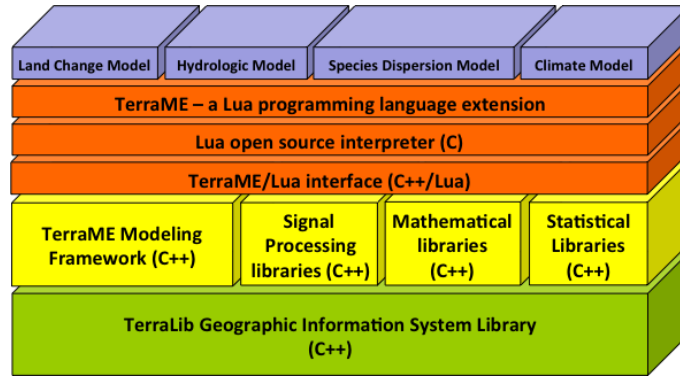 Land Change Model
Hydrologic Model
Species Dispersion Model
Climate Model
TerraME – a Lua programming language extension
Lua open source interpreter (C)
TerraME/Lua interface (C++/Lua)
TerraME Modeling
Framework (C++)
Signal
Processing
libraries (C++)
Mathematical
libraries
(C++)
Statistical
Libraries
(C++)
TerraLib Geographic Information System Library
(C++)